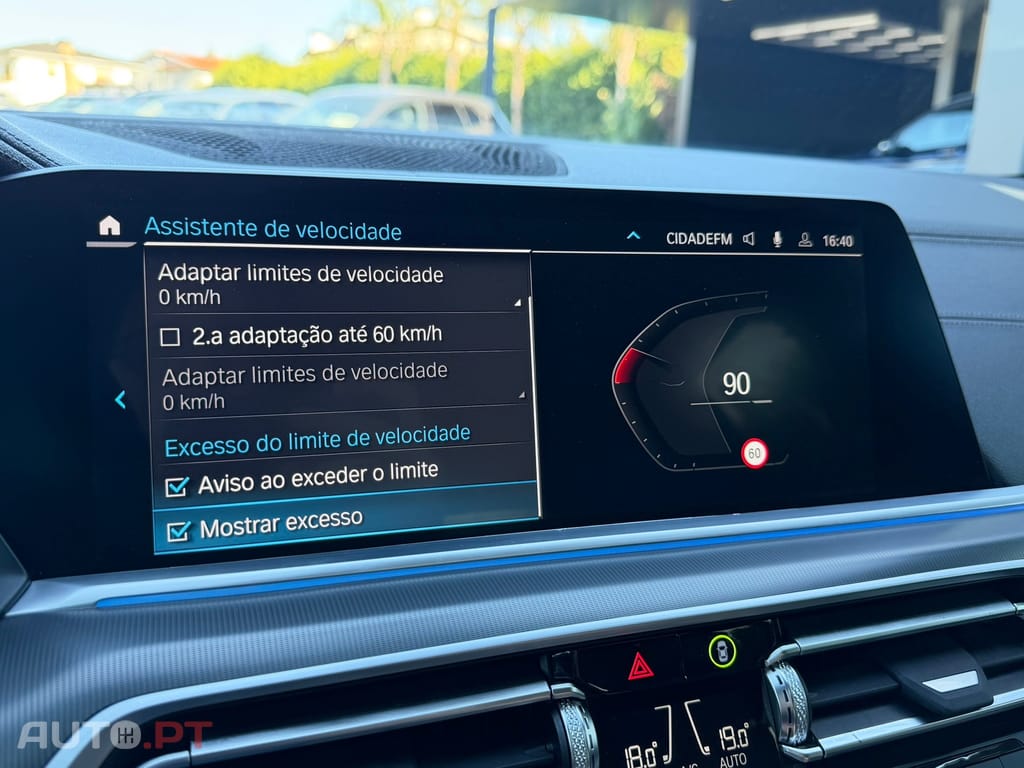 Assistente de velocidade
CIDADEFM 16:40
Adaptar limites de velocidade
0 km/h
2.a adaptação até 60 km/h
Adaptar limites de velocidade
0 km/h
Excesso do limite de velocidade
Aviso ao exceder o limite
Mostrar excesso
90
60
18.0°
19.0°
AUTO
AUTO.PT